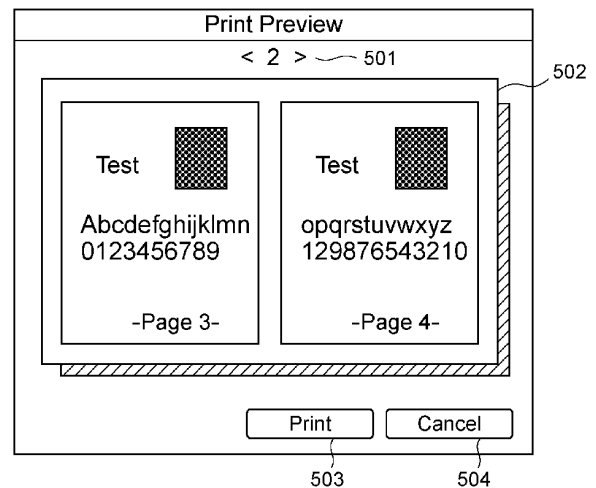 Print Preview
< 2 > 501
502
Test Test
Abcdefghijklmn opqrstuvwxyz
0123456789 129876543210
-Page 3- -Page 4-
Print Cancel
503 504